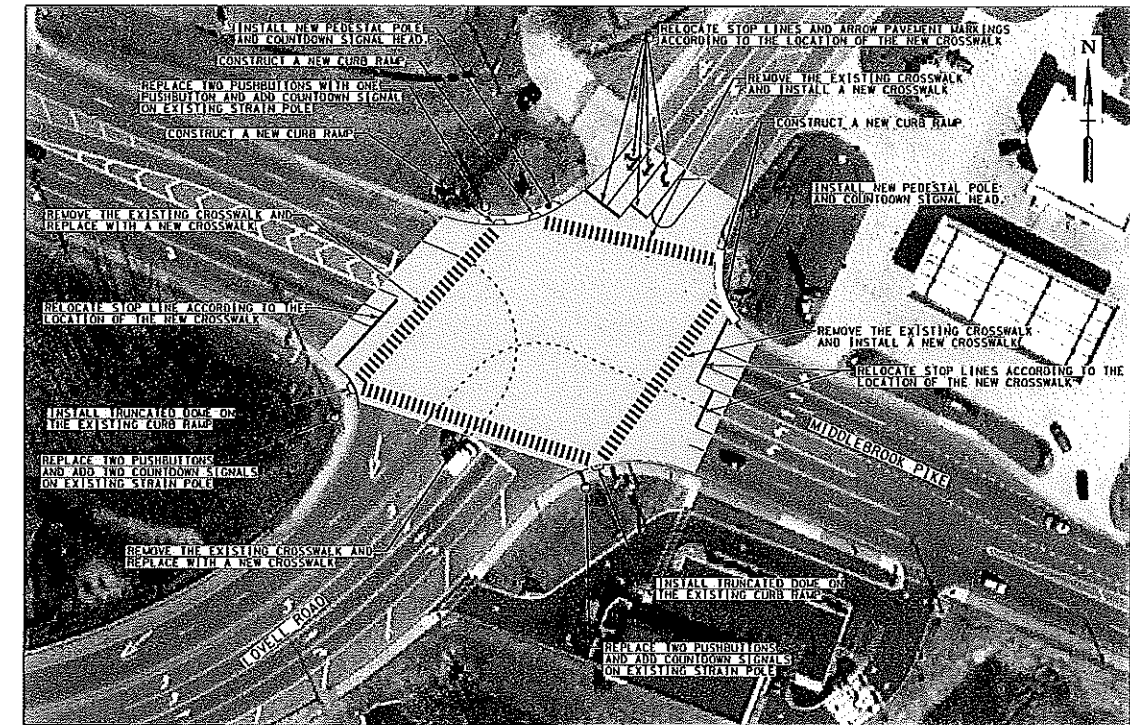 INSTALL NEW PEDESTAL POLE
AND COUNTDOWN SIGNAL HEAD.
CONSTRUCT A NEW CURB RAMP
REPLACE TWO PUSHBUTTONS WITH ONE
PUSHBUTTON AND ADD COUNTDOWN SIGNAL
ON EXISTING STRAIN POLE
CONSTRUCT A NEW CURB RAMP
RELOCATE STOP LINES AND ARROW PAVEMENT MARKINGS
ACCORDING TO THE LOCATION OF THE NEW CROSSWALK
REMOVE THE EXISTING CROSSWALK
AND INSTALL A NEW CROSSWALK
CONSTRUCT A NEW CURB RAMP
N
INSTALL NEW PEDESTAL POLE
AND COUNTDOWN SIGNAL HEAD.
REMOVE THE EXISTING CROSSWALK AND
REPLACE WITH A NEW CROSSWALK
RELOCATE STOP LINE ACCORDING TO THE
LOCATION OF THE NEW CROSSWALK
REMOVE THE EXISTING CROSSWALK
AND INSTALL A NEW CROSSWALK
RELOCATE STOP LINES ACCORDING TO THE
LOCATION OF THE NEW CROSSWALK
INSTALL TRUNCATED DOME ON
THE EXISTING CURB RAMP
MIDDLEBROOK PIKE
REPLACE TWO PUSHBUTTONS
AND ADD TWO COUNTDOWN SIGNALS
ON EXISTING STRAIN POLE
REMOVE THE EXISTING CROSSWALK AND
REPLACE WITH A NEW CROSSWALK
INSTALL TRUNCATED DOME ON
THE EXISTING CURB RAMP
LOVELL ROAD
REPLACE TWO PUSHBUTTONS
AND ADD COUNTDOWN SIGNALS
ON EXISTING STRAIN POLE